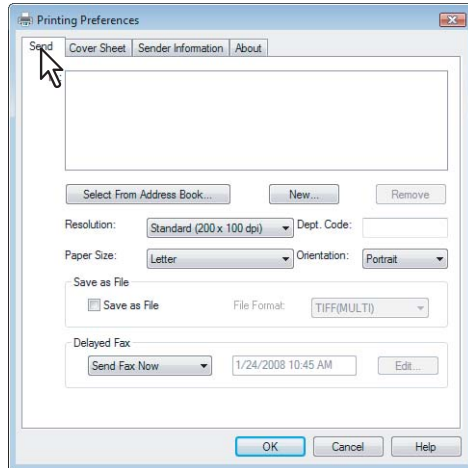 Printing Preferences
Send Cover Sheet Sender Information About
Select From Address Book... New... Remove
Resolution: Standard (200 x 100 dpi) Dept. Code:
Paper Size: Letter Orientation: Portrait
Save as File
Save as File File Format: TIFF(MULTI)
Delayed Fax
Send Fax Now 1/24/2008 10:45 AM Edit...
OK Cancel Help